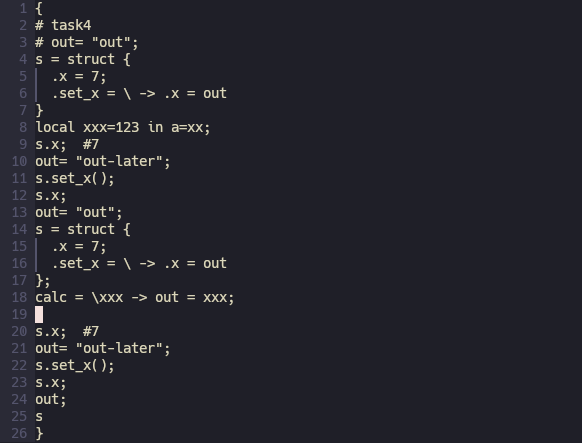 1 {
2 # task4
3 # out= "out";
4 s = struct {
5   .x = 7;
6   .set_x = \ -> .x = out
7 }
8 local xxx=123 in a=xx;
9 s.x;  #7
10 out= "out-later";
11 s.set_x();
12 s.x;
13 out= "out";
14 s = struct {
15   .x = 7;
16   .set_x = \ -> .x = out
17 };
18 calc = \xxx -> out = xxx;
19
20 s.x;  #7
21 out= "out-later";
22 s.set_x();
23 s.x;
24 out;
25 s
26 }